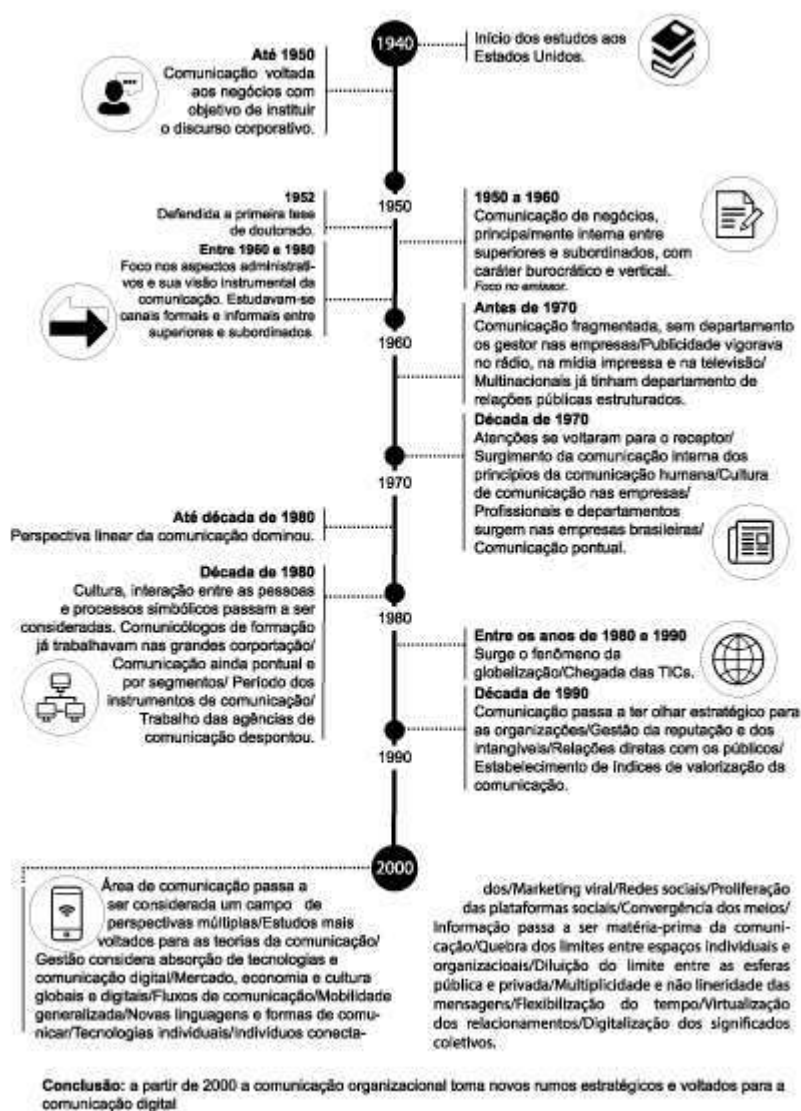 1940
Início dos estudos aos
Estados Unidos.
Até 1950
Comunicação voltada
aos negócios com
objetivo de instituir
o discurso corporativo.
1950
1952
Defendida a primeira tese
de doutorado.
1950 a 1960
Comunicação de negócios,
principalmente interna entre
superiores e subordinados, com
caráter burocrático e vertical.
Foco no emissor.
Entre 1960 e 1980
Foco nos aspectos administrati-
vos e sua visão instrumental da
comunicação. Estudavam-se
canais formais e informais entre
superiores e subordinados.
1960
Antes de 1970
Comunicação fragmentada, sem departamento
os gestor nas empresas/Publicidade vigorava
no rádio, na mídia impressa e na televisão/
Multinacionais já tinham departamento de
relações públicas estruturados.
Década de 1970
Atenções se voltaram para o receptor/
Surgimento da comunicação interna dos
princípios da comunicação humana/Cultura
de comunicação nas empresas/
Profissionais e departamentos
surgem nas empresas brasileiras/
Comunicação pontual.
1970
Até década de 1980
Perspectiva linear da comunicação dominou.
Década de 1980
Cultura, interação entre as pessoas
e processos simbólicos passam a ser
consideradas. Comunicólogos de formação
já trabalhavam nas grandes corportação/
Comunicação ainda pontual e
por segmentos/ Período dos
instrumentos de comunicação/
Trabalho das agências de
comunicação despontou.
1980
Entre os anos de 1980 e 1990
Surge o fenômeno da
globalização/Chegada das TICs.
Década de 1990
Comunicação passa a ter olhar estratégico para
as organizações/Gestão da reputação e dos
intangíveis/Relações diretas com os públicos/
Estabelecimento de índices de valorização da
comunicação.
1990
2000
Área de comunicação passa a
ser considerada um campo de
perspectivas múltiplas/Estudos mais
voltados para as teorias da comunicação/
Gestão considera absorção de tecnologias e
comunicação digital/Mercado, economia e cultura
globais e digitais/Fluxos de comunicação/Mobilidade
generalizada/Novas linguagens e formas de comu-
nicar/Tecnologias individuais/Indivíduos conecta-
dos/Marketing viral/Redes sociais/Proliferação
das plataformas sociais/Convergência dos meios/
Informação passa a ser matéria-prima da comuni-
cação/Quebra dos limites entre espaços individuais e
organizacioais/Diluição do limite entre as esferas
pública e privada/Multiplicidade e não lineridade das
mensagens/Flexibilização do tempo/Virtualização
dos relacionamentos/Digitalização dos significados
coletivos.
Conclusão: a partir de 2000 a comunicação organizacional toma novos rumos estratégicos e voltados para a
comunicação digital